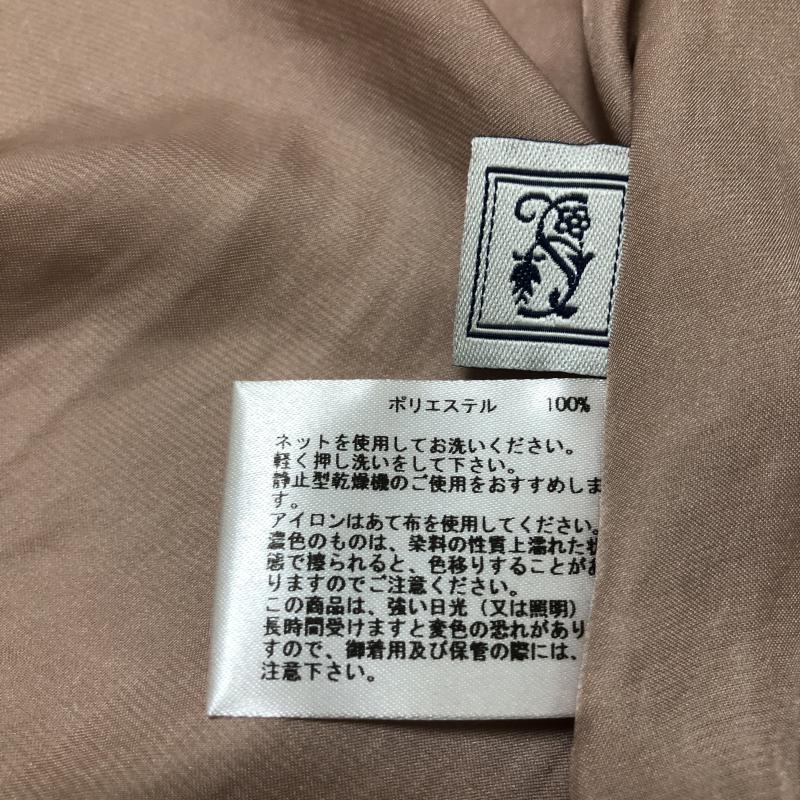 ポリエステル 100%
ネットを使用してお洗いください。
軽く押し洗いをして下さい。
静止型乾燥機のご使用をおすすめしま
す。
アイロンはあて布を使用してください。
濃色のものは、染料の性質上濡れた状
態で擦られると、色移りすることがあ
りますのでご注意ください。
この商品は、強い日光（又は照明）
長時間受けますと変色の恐れがあり
すので、御着用及び保管の際には、
注意下さい。